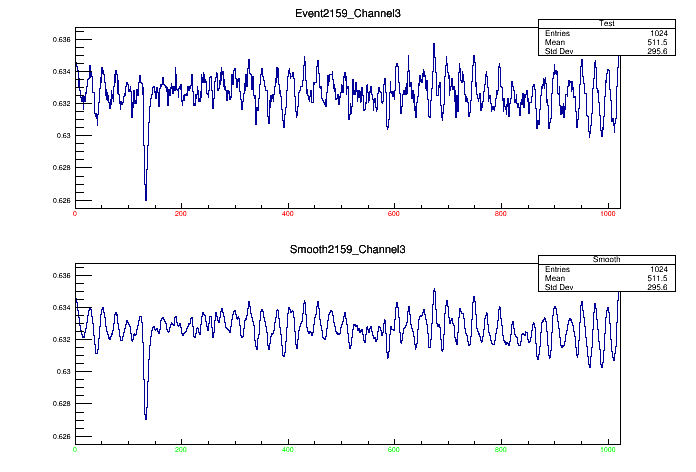 Event2159_Channel3
Test
Entries 1024
Mean 511.5
Std Dev 295.6
0.636
0.634
0.632
0.63
0.628
0.626
0 200 400 600 800 1000
Smooth2159_Channel3
Smooth
Entries 1024
Mean 511.5
Std Dev 295.6
0.636
0.634
0.632
0.63
0.628
0.626
0 200 400 600 800 1000